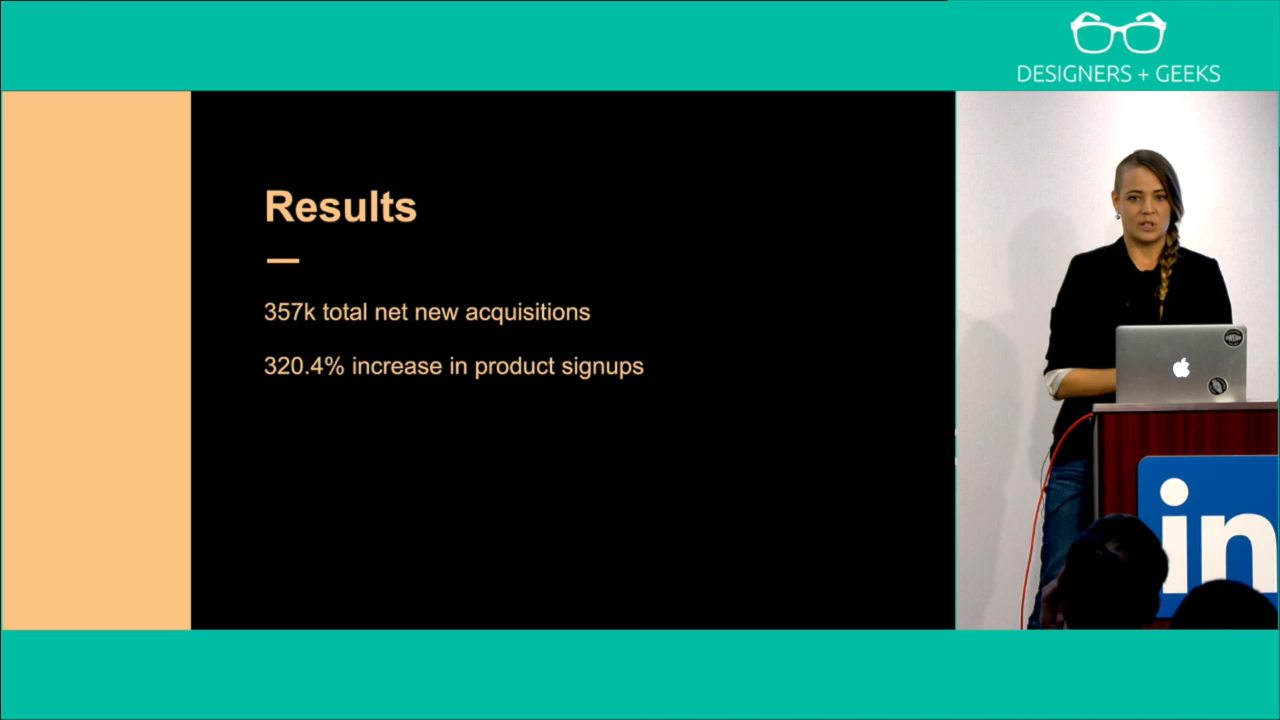 DESIGNERS + GEEKS
Results
357k total net new acquisitions
320.4% increase in product signups
in